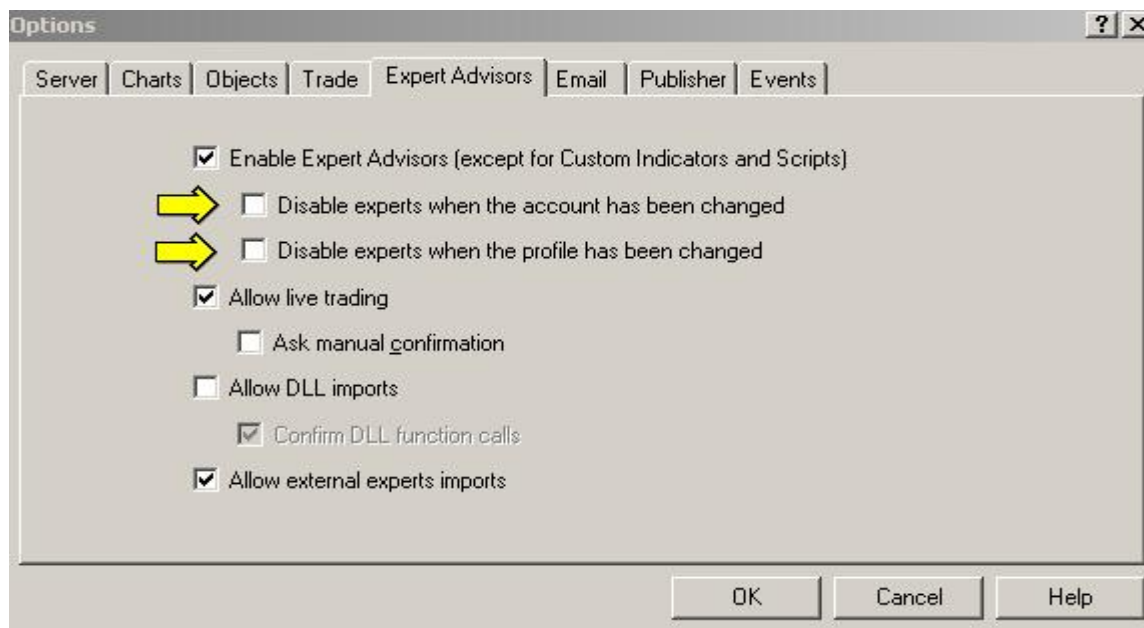 Options
Server Charts Objects Trade Expert Advisors Email Publisher Events
Enable Expert Advisors (except for Custom Indicators and Scripts)
Disable experts when the account has been changed
Disable experts when the profile has been changed
Allow live trading
Ask manual confirmation
Allow DLL imports
Confirm DLL function calls
Allow external experts imports
OK Cancel Help